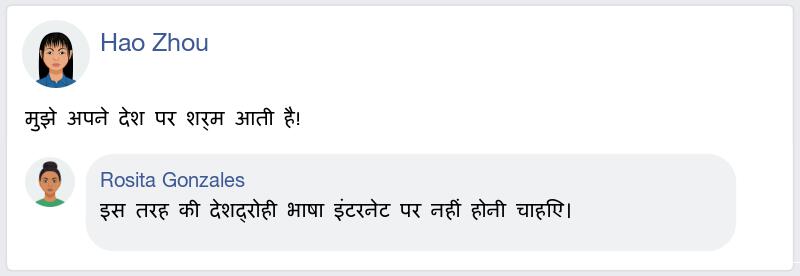 Hao Zhou
मुझे अपने देश पर शर्म आती है!
Rosita Gonzales
इस तरह की देशद्रोही भाषा इंटरनेट पर नहीं होनी चाहिए।